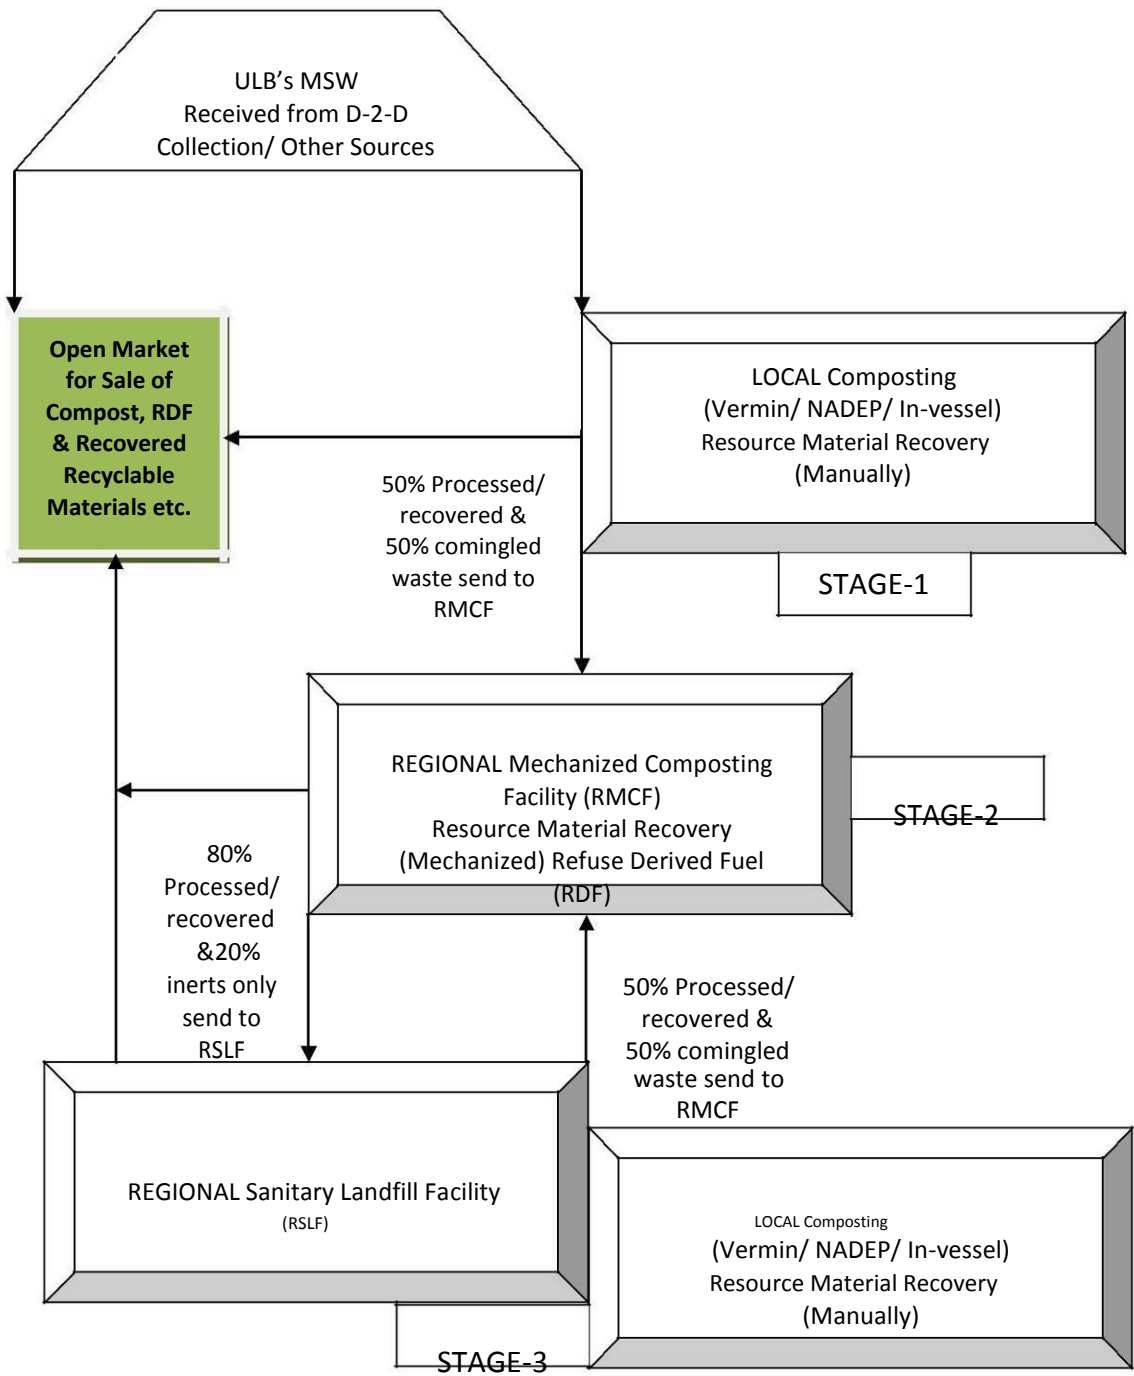 ULB’s MSW
Received from D-2-D
Collection/ Other Sources
Open Market
for Sale of
Compost, RDF
& Recovered
Recyclable
Materials etc.
LOCAL Composting
(Vermin/ NADEP/ In-vessel)
Resource Material Recovery
(Manually)
50% Processed/
recovered &
50% comingled
waste send to
RMCF
STAGE-1
REGIONAL Mechanized Composting
Facility (RMCF)
Resource Material Recovery
(Mechanized) Refuse Derived Fuel
(RDF)
STAGE-2
80%
Processed/
recovered
&20%
inerts only
send to
RSLF
50% Processed/
recovered &
50% comingled
waste send to
RMCF
REGIONAL Sanitary Landfill Facility
(RSLF)
LOCAL Composting
(Vermin/ NADEP/ In-vessel)
Resource Material Recovery
(Manually)
STAGE-3